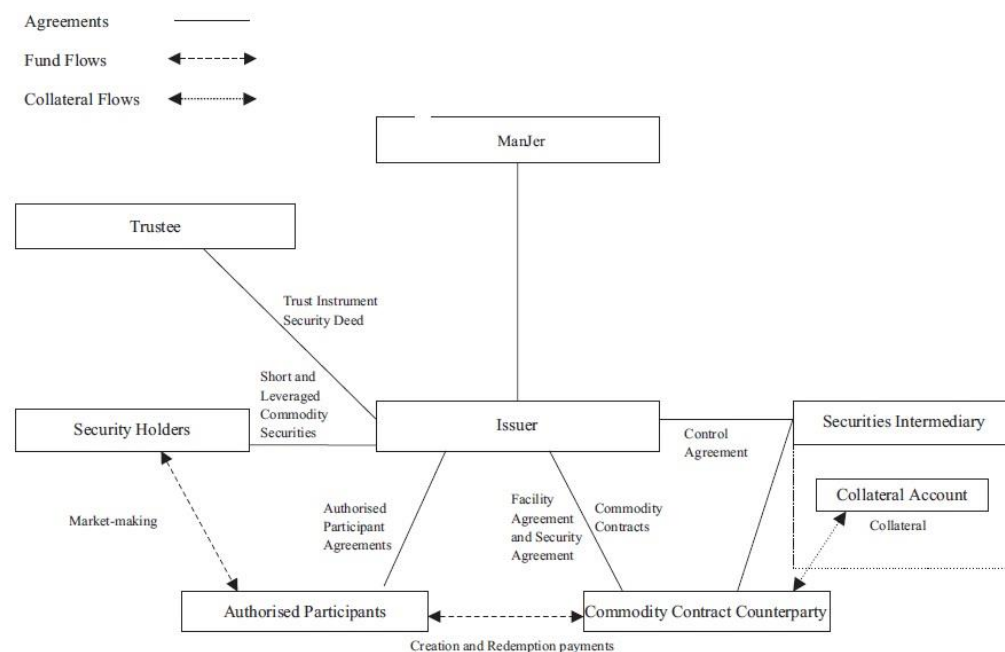 Agreements
Fund Flows
Collateral Flows
ManJer
Trustee
Trust Instrument
Security Deed
Short and
Leveraged
Commodity
Securities
Security Holders
Issuer
Securities Intermediary
Control
Agreement
Collateral Account
Collateral
Market-making
Authorised
Participant
Agreements
Facility
Agreement
and Security
Agreement
Commodity
Contracts
Authorised Participants
Commodity Contract Counterparty
Creation and Redemption payments